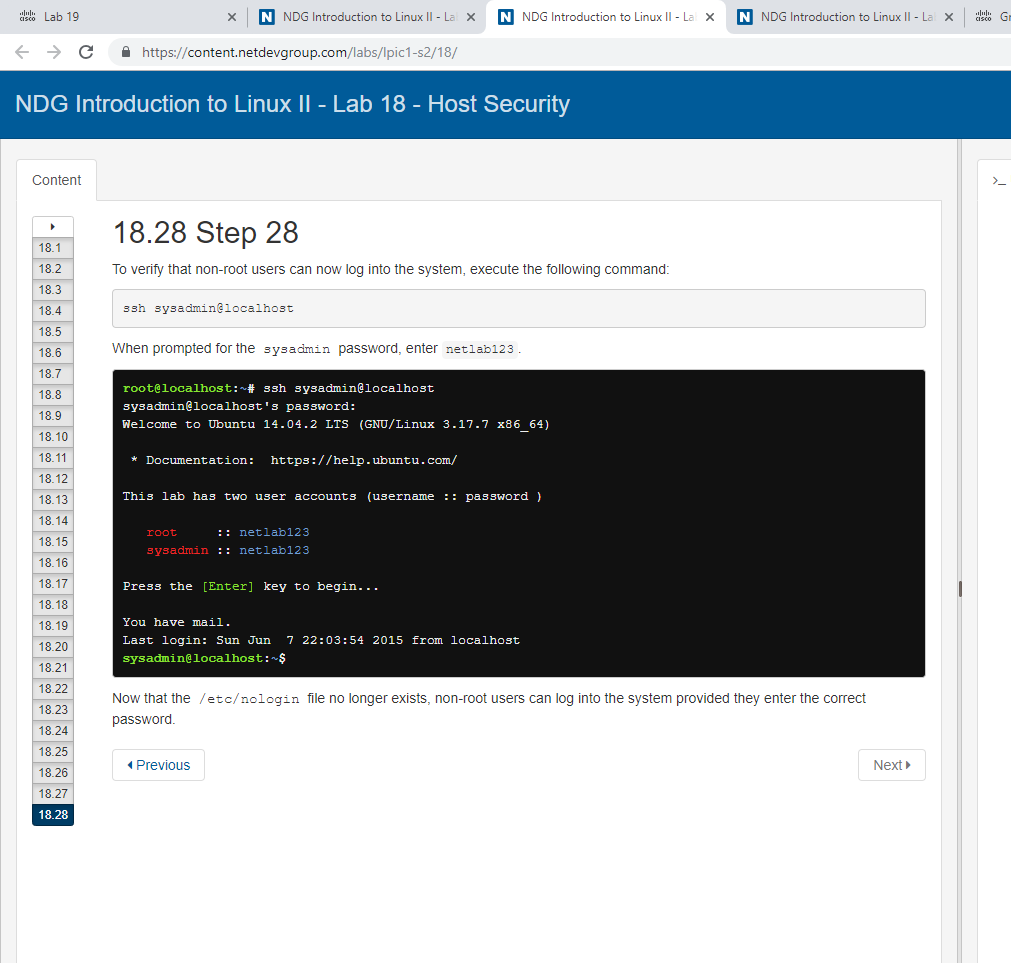 Lab 19
NDG Introduction to Linux II - La
NDG Introduction to Linux II - La
NDG Introduction to Linux II - La
cisco Gr
https://content.netdevgroup.com/labs/lpic1-s2/18/
NDG Introduction to Linux II - Lab 18 - Host Security
Content
>_
18.1
18.2
18.3
18.4
18.5
18.6
18.7
18.8
18.9
18.10
18.11
18.12
18.13
18.14
18.15
18.16
18.17
18.18
18.19
18.20
18.21
18.22
18.23
18.24
18.25
18.26
18.27
18.28
18.28 Step 28
To verify that non-root users can now log into the system, execute the following command:
ssh sysadmin@localhost
When prompted for the sysadmin password, enter netlab123.
root@localhost:~# ssh sysadmin@localhost
sysadmin@localhost's password:
Welcome to Ubuntu 14.04.2 LTS (GNU/Linux 3.17.7 x86_64)
* Documentation: https://help.ubuntu.com/
This lab has two user accounts (username :: password )
root :: netlab123
sysadmin :: netlab123
Press the [Enter] key to begin...
You have mail.
Last login: Sun Jun 7 22:03:54 2015 from localhost
sysadmin@localhost:~$
Now that the /etc/nologin file no longer exists, non-root users can log into the system provided they enter the correct
password.
Previous
Next